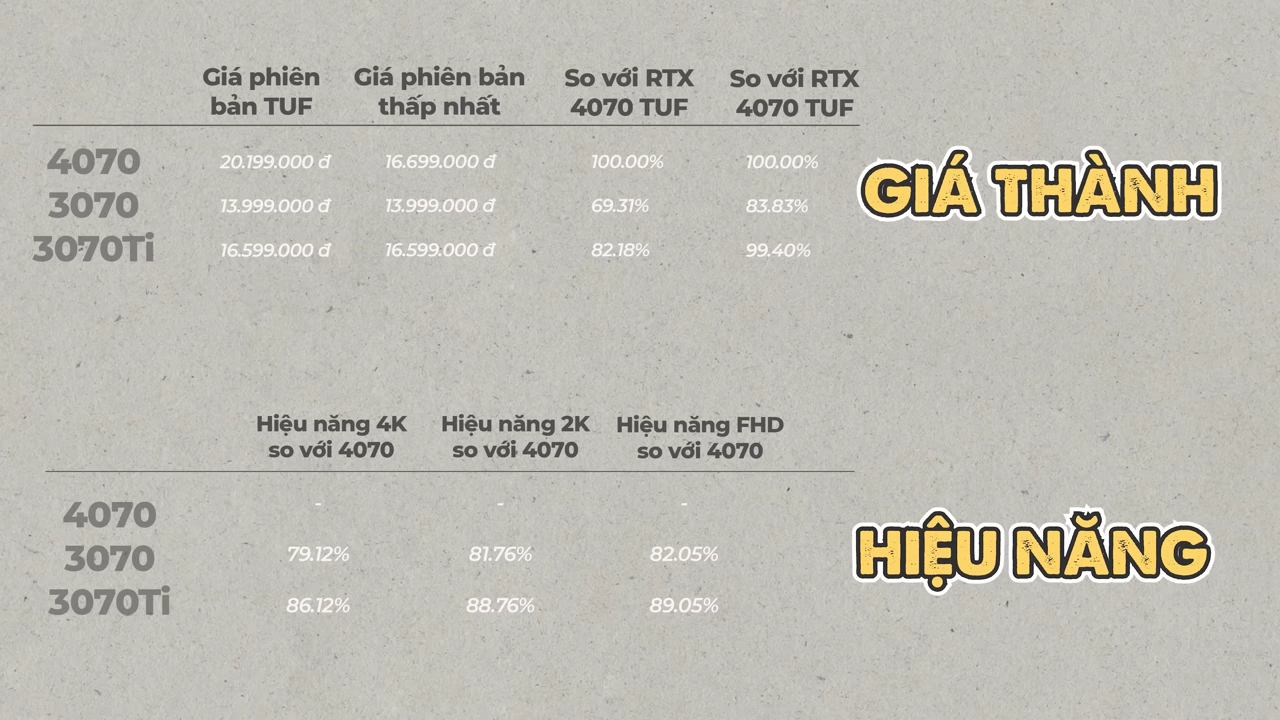 Giá phiên bản TUF Giá phiên bản thấp nhất So với RTX 4070 TUF So với RTX 4070 TUF
4070 20.199.000 đ 16.699.000 đ 100.00% 100.00%
3070 13.999.000 đ 13.999.000 đ 69.31% 83.83%
3070Ti 16.599.000 đ 16.599.000 đ 82.18% 99.40%
GIÁ THÀNH
Hiệu năng 4K so với 4070 Hiệu năng 2K so với 4070 Hiệu năng FHD so với 4070
4070 - - -
3070 79.12% 81.76% 82.05%
3070Ti 86.12% 88.76% 89.05%
HIỆU NĂNG